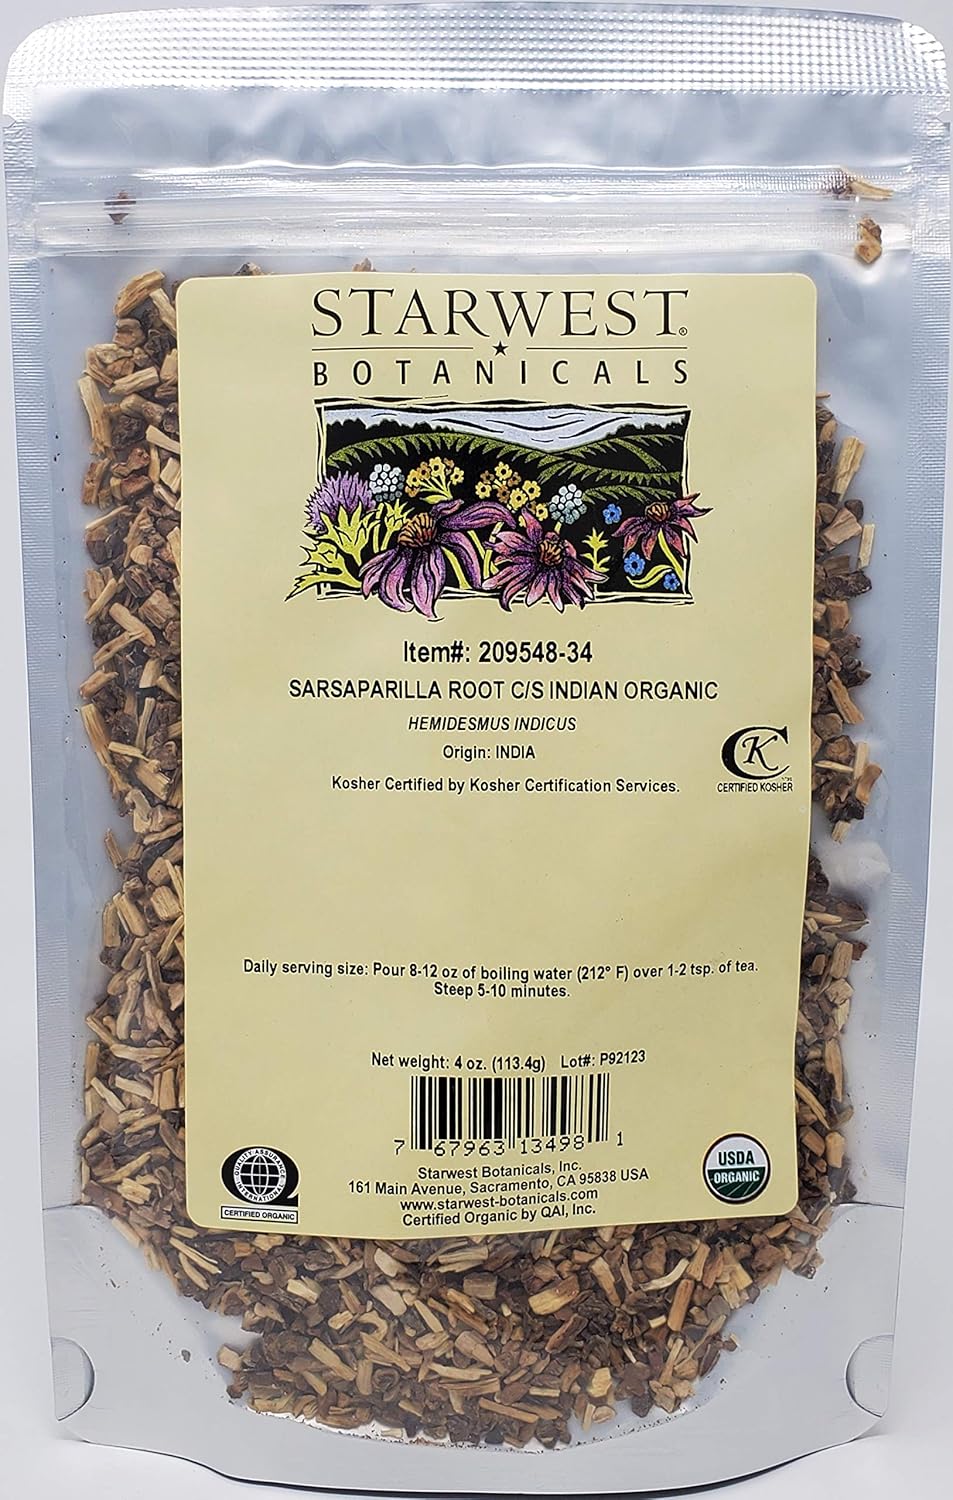 STARWEST®
BOTANICALS
Item#: 209548-34
SARSAPARILLA ROOT C/S INDIAN ORGANIC
HEMIDESMUS INDICUS
Origin: INDIA
Kosher Certified by Kosher Certification Services.
CK
CERTIFIED KOSHER
Daily serving size: Pour 8-12 oz of boiling water (212° F) over 1-2 tsp. of tea.
Steep 5-10 minutes.
Net weight: 4 oz. (113.4g) Lot#: P92123
7 67963 13498 1
Starwest Botanicals, Inc.
161 Main Avenue, Sacramento, CA 95838 USA
www.starwest-botanicals.com
Certified Organic by QAI, Inc.
QUALITY ASSURANCE
INTERNATIONAL
CERTIFIED ORGANIC
USDA
ORGANIC